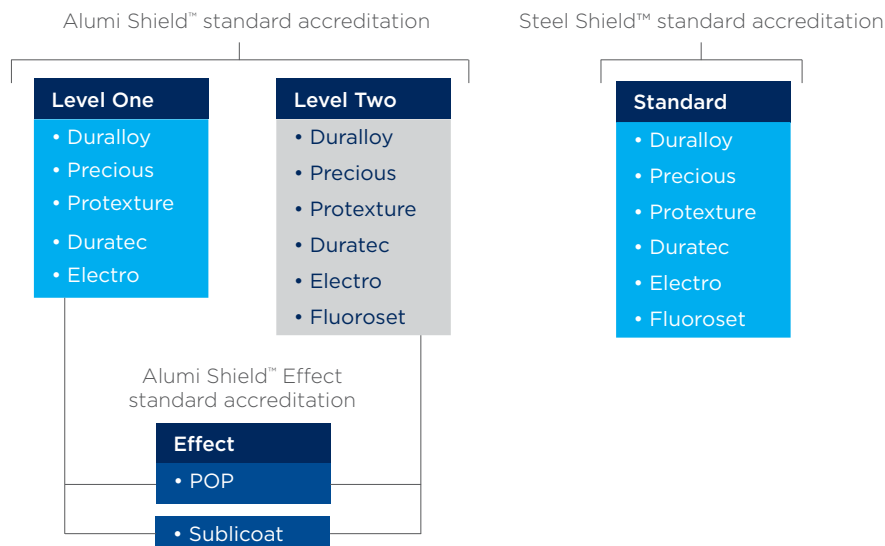 Alumi Shield™ standard accreditation
Steel Shield™ standard accreditation
Level One
• Duralloy
• Precious
• Protexture
• Duratec
• Electro
Level Two
• Duralloy
• Precious
• Protexture
• Duratec
• Electro
• Fluoroset
Standard
• Duralloy
• Precious
• Protexture
• Duratec
• Electro
• Fluoroset
Alumi Shield™ Effect
standard accreditation
Effect
• POP
• Sublicoat